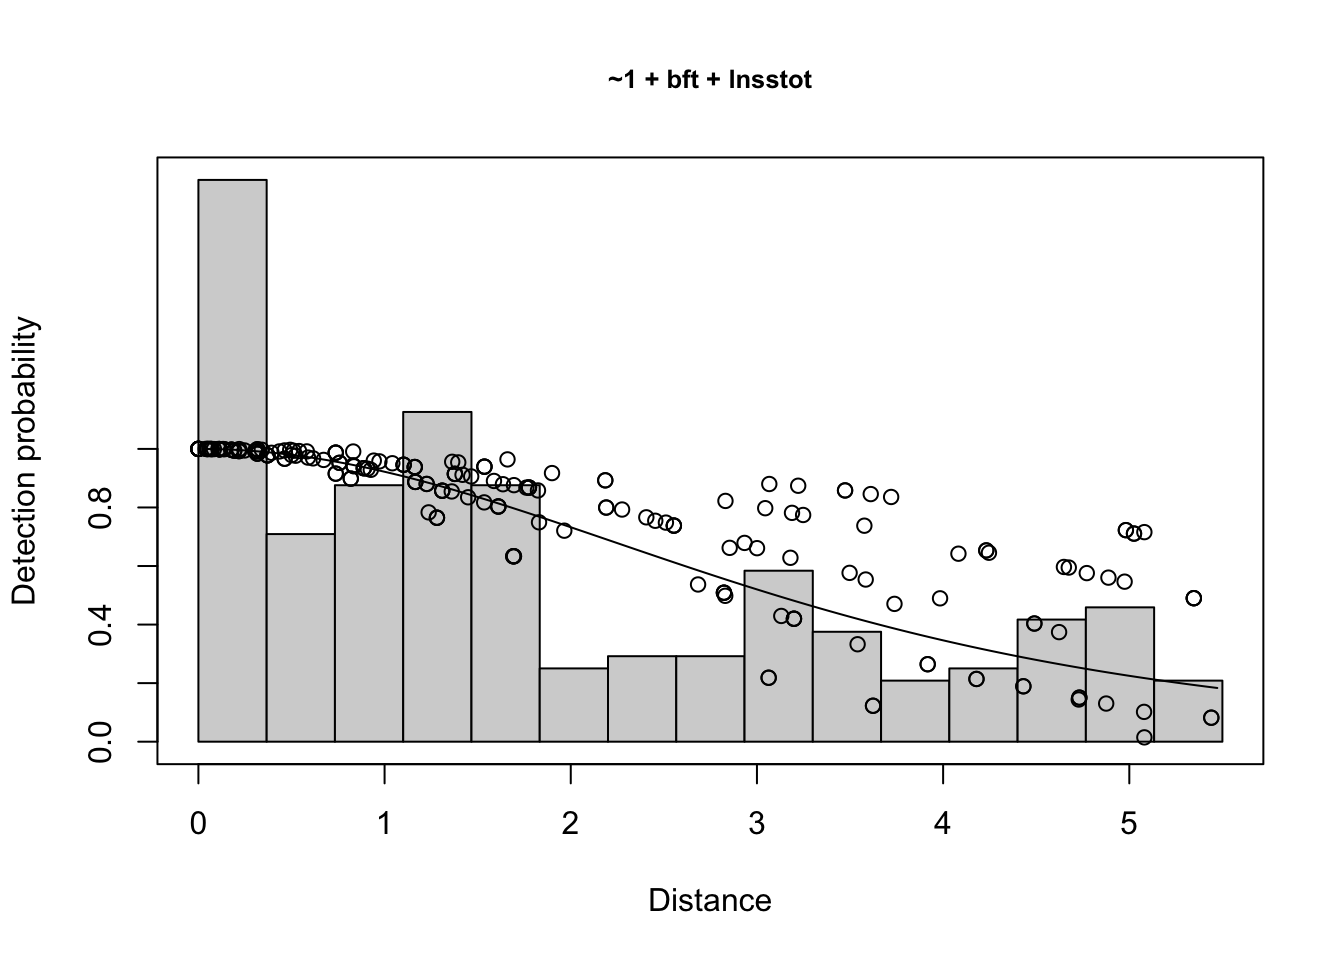 ~1 + bft + lnsstot
Detection probability
0.8
0.4
0.0
0 1 2 3 4 5
Distance